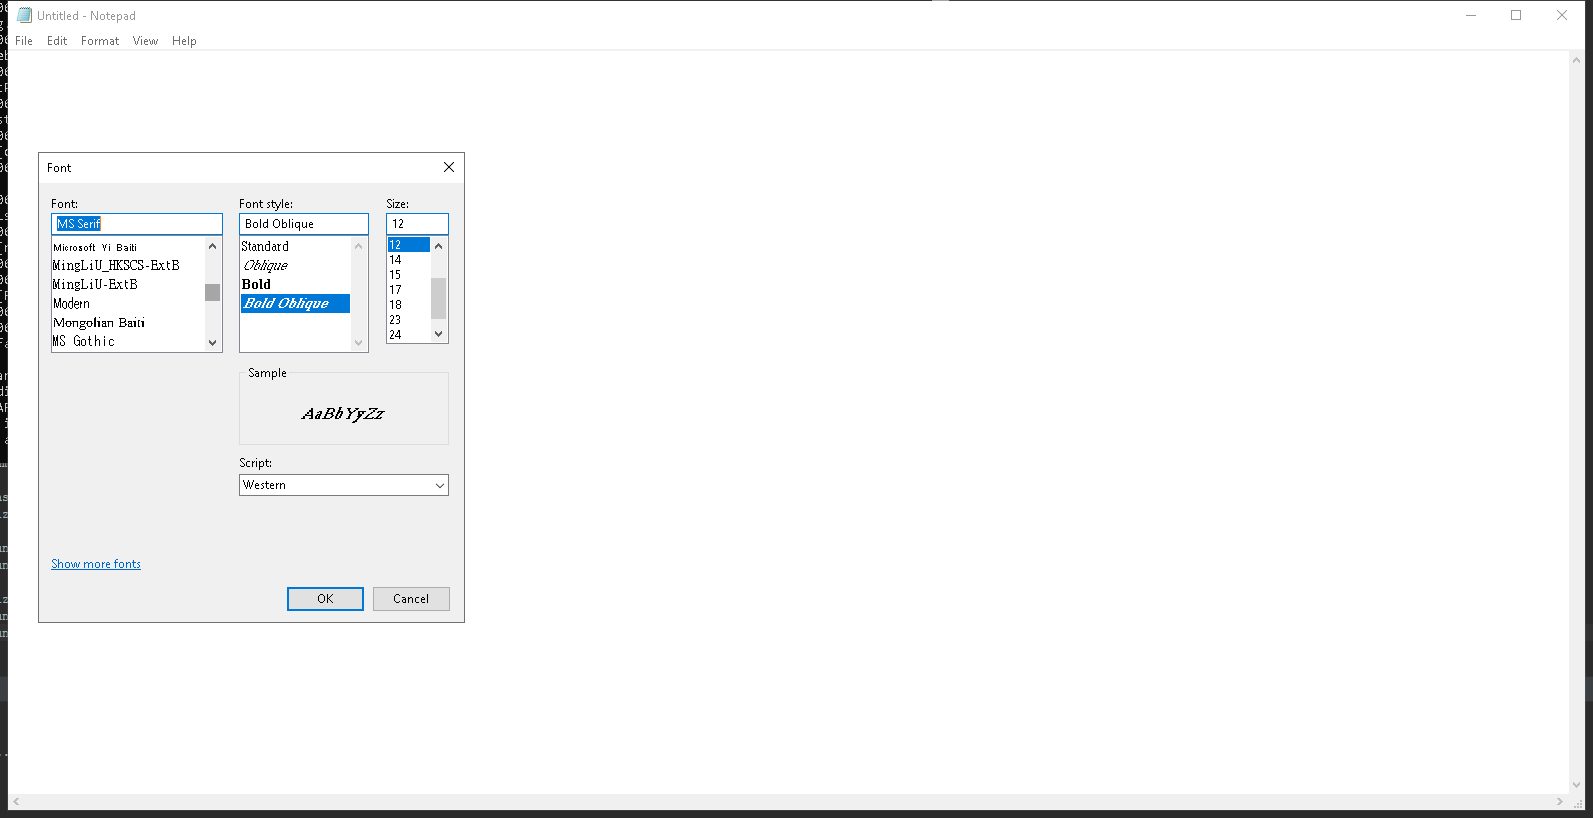 Untitled - Notepad
File Edit Format View Help
Font
Font: Font style: Size:
MS Serif Bold Oblique 12
Microsoft Yi Baiti
MingLiU_HKSCS-ExtB
MingLiU-ExtB
Modern
Mongolian Baiti
MS Gothic
Standard
Oblique
Bold
Bold Oblique
12
14
15
17
18
23
24
Sample
AaBbYyZz
Script:
Western
Show more fonts
OK Cancel